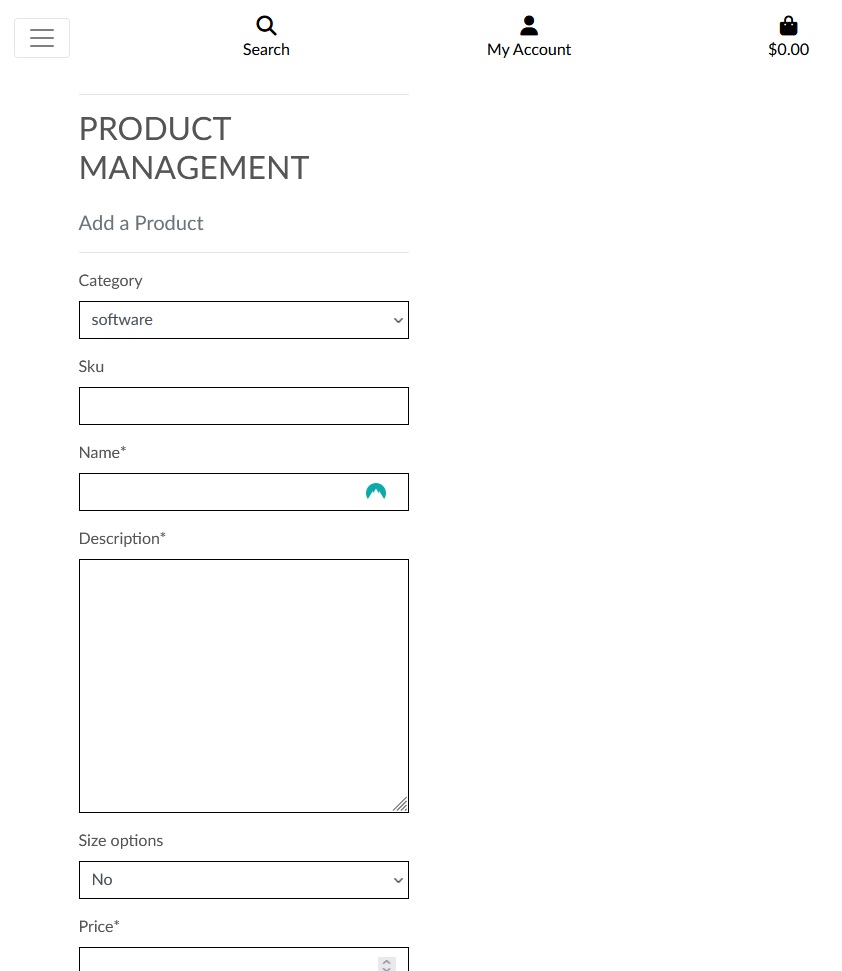 Search
My Account
$0.00
PRODUCT
MANAGEMENT
Add a Product
Category
software
Sku
Name*
Description*
Size options
No
Price*